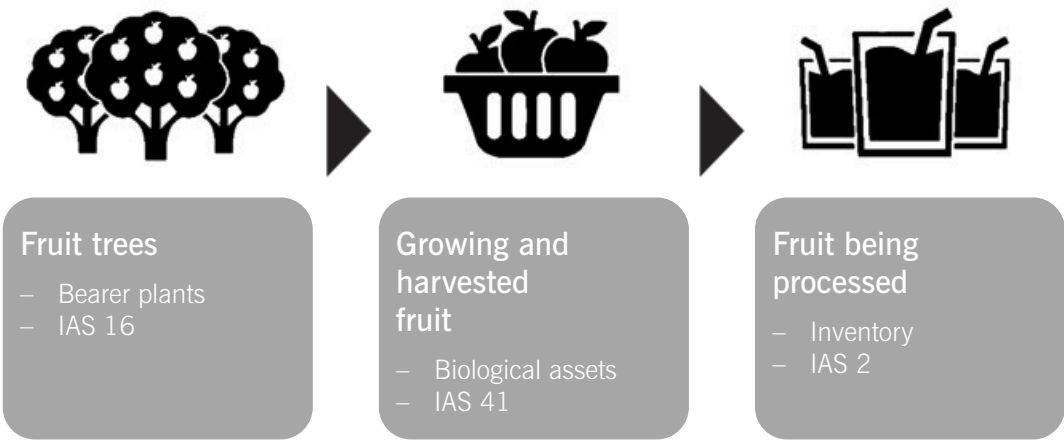 Fruit trees
– Bearer plants
– IAS 16
Growing and
harvested
fruit
– Biological assets
– IAS 41
Fruit being
processed
– Inventory
– IAS 2